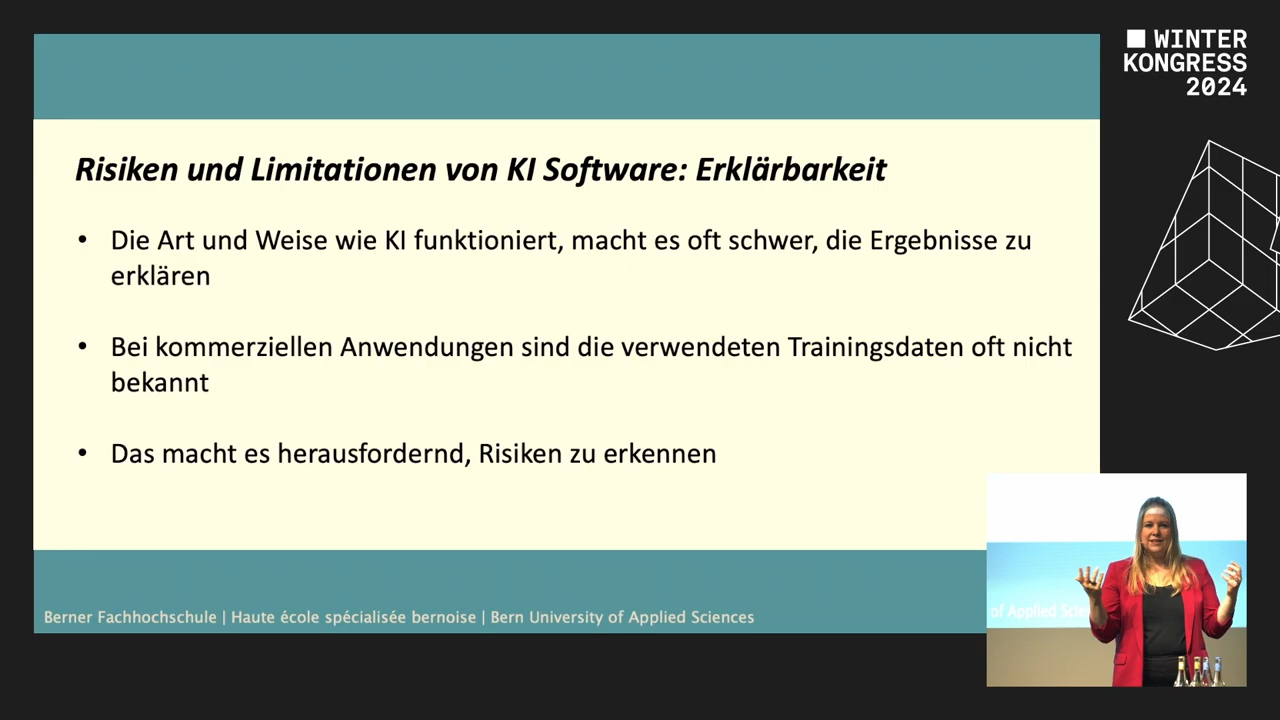 WINTER
KONGRESS
2024
Risiken und Limitationen von KI Software: Erklärbarkeit
• Die Art und Weise wie KI funktioniert, macht es oft schwer, die Ergebnisse zu
erklären
• Bei kommerziellen Anwendungen sind die verwendeten Trainingsdaten oft nicht
bekannt
• Das macht es herausfordernd, Risiken zu erkennen
Berner Fachhochschule | Haute école spécialisée bernoise | Bern University of Applied Sciences
of Applied